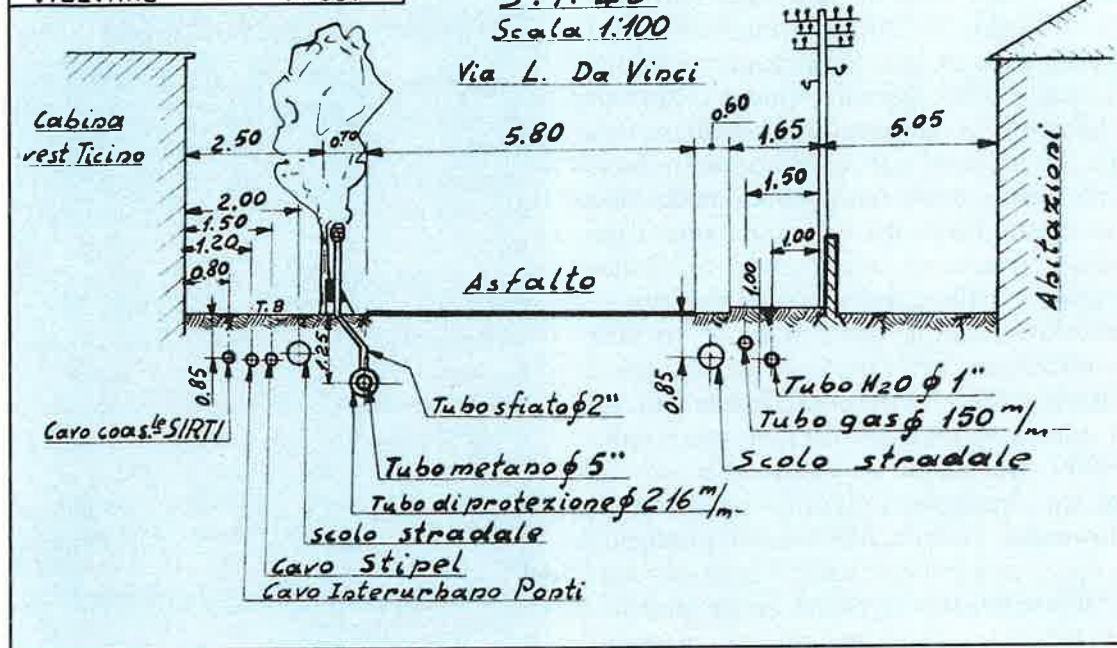 Scala 1:100
Via L. Da Vinci
Cabina
vest Ticino
2.50
0.70
5.80
0.60
1.65
5.05
2.00
1.50
1.20
0.80
1.50
1.00
1.00
Abitazioni
Asfalto
T.B
0.85
1.25
0.85
Cavo coas.le SIRTI
Tubo sfiato ϕ 2"
Tubo metano ϕ 5"
Tubo di protezione ϕ 216 m/m
scolo stradale
Cavo Stipel
Cavo Interurbano Ponti
Tubo H2O ϕ 1"
Tubo gas ϕ 150 m/m
Scolo stradale